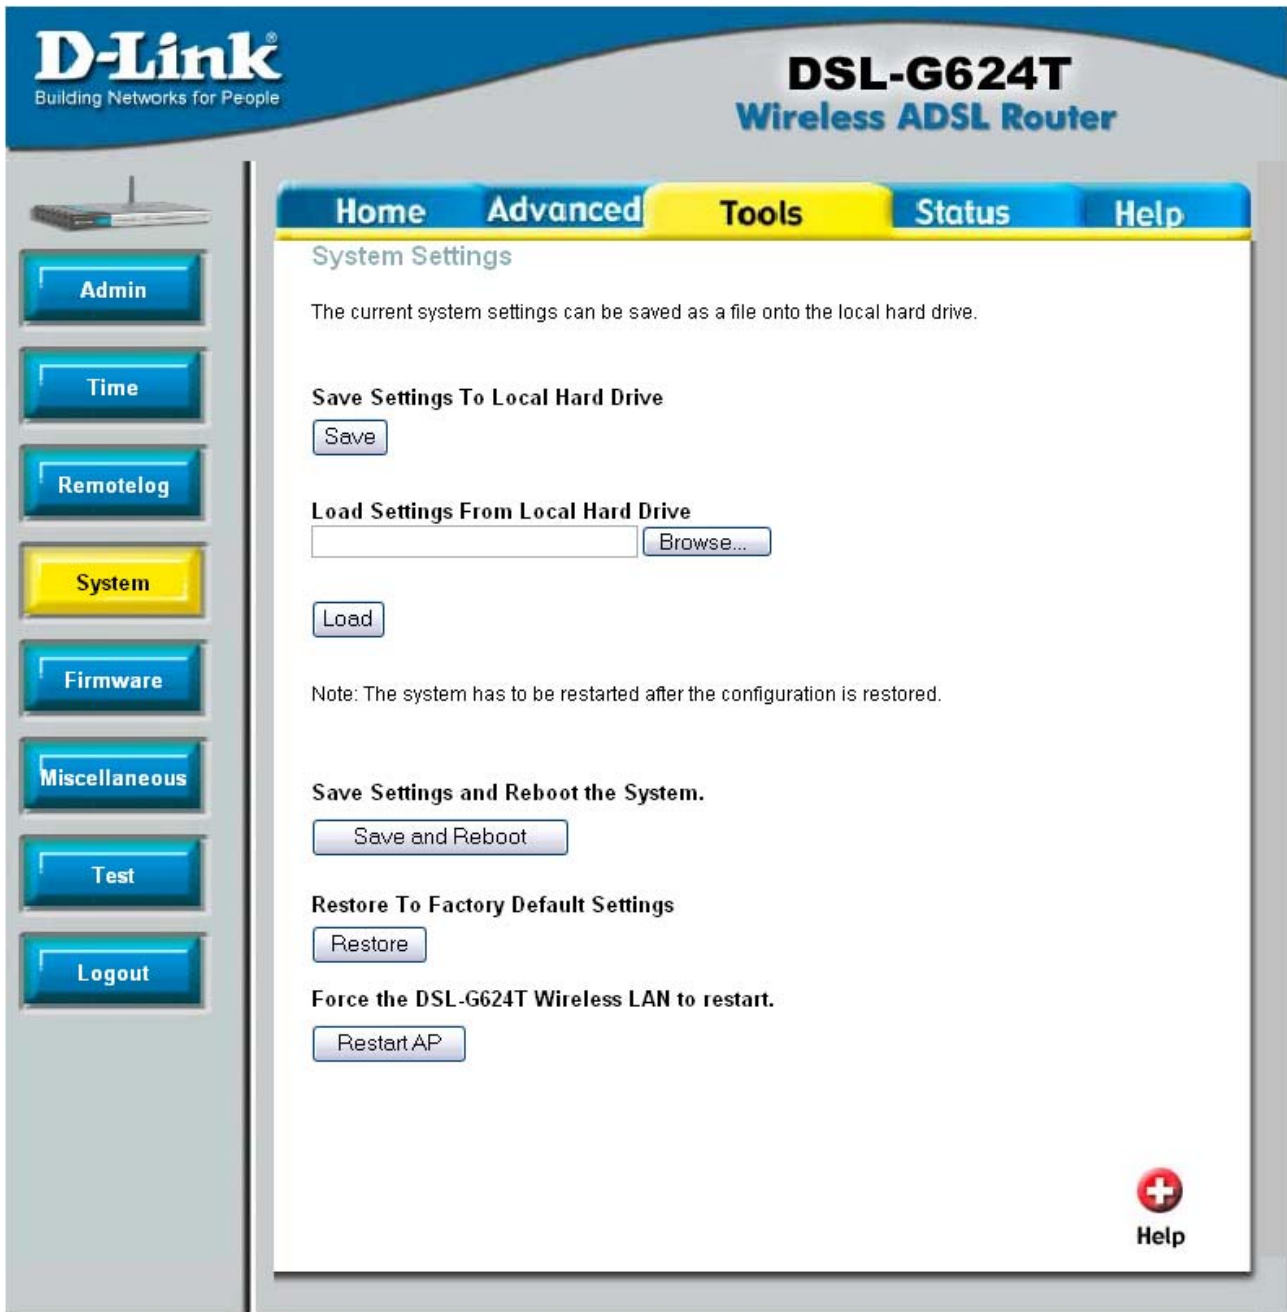 D-Link
Building Networks for People
DSL-G624T
Wireless ADSL Router
Home Advanced Tools Status Help
Admin
Time
Remotelog
System
Firmware
Miscellaneous
Test
Logout
System Settings
The current system settings can be saved as a file onto the local hard drive.
Save Settings To Local Hard Drive
Save
Load Settings From Local Hard Drive
Browse...
Load
Note: The system has to be restarted after the configuration is restored.
Save Settings and Reboot the System.
Save and Reboot
Restore To Factory Default Settings
Restore
Force the DSL-G624T Wireless LAN to restart.
Restart AP
Help